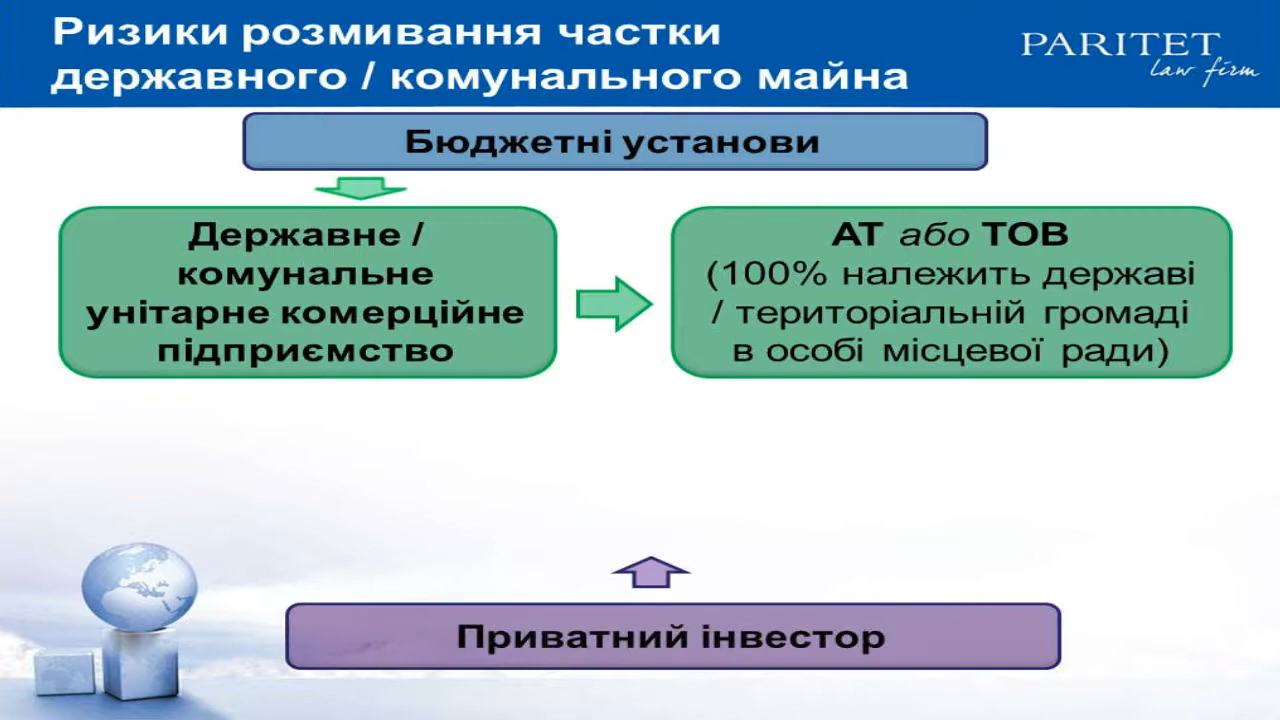 Ризики розмивання частки
державного / комунального майна
PARITET
law firm
Бюджетні установи
Державне /
комунальне
унітарне комерційне
підприємство
АТ або ТОВ
(100% належить державі
/ територіальній громаді
в особі місцевої ради)
Приватний інвестор